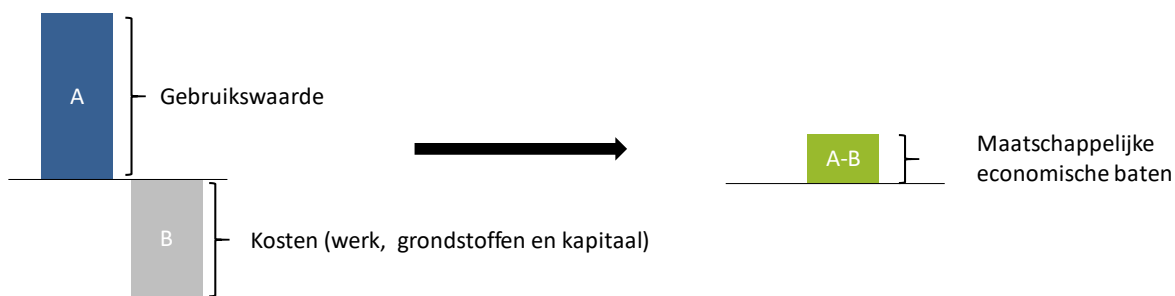 A
Gebruikswaarde
B
Kosten (werk, grondstoffen en kapitaal)
A-B
Maatschappelijke
economische baten